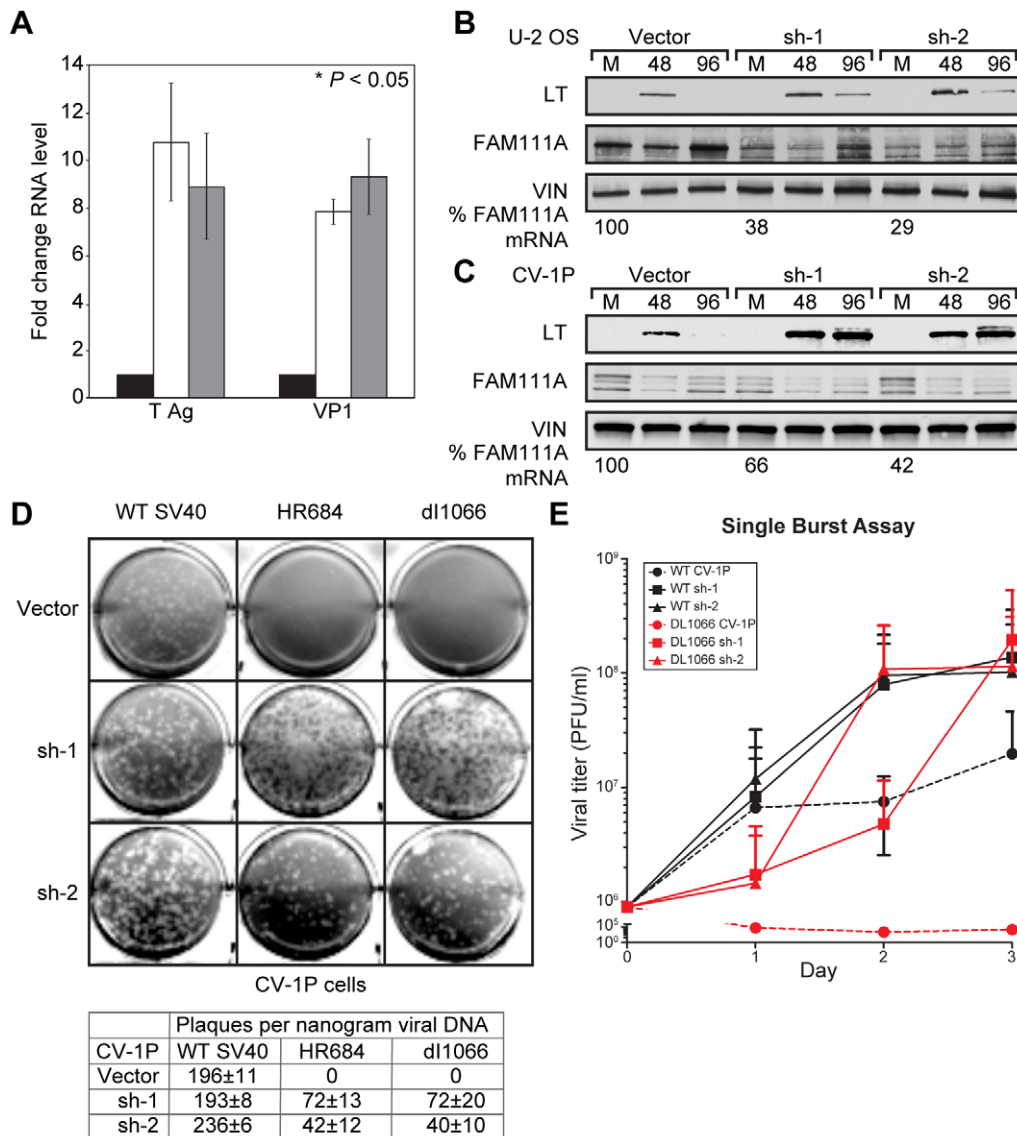 A
* P < 0.05
Fold change RNA level
14
12
10
8
6
4
2
1
0
T Ag
VP1
B
U-2 OS
Vector
sh-1
sh-2
M 48 96 M 48 96 M 48 96
LT
FAM111A
VIN
% FAM111A
mRNA
100 38 29
C
CV-1P
Vector
sh-1
sh-2
M 48 96 M 48 96 M 48 96
LT
FAM111A
VIN
% FAM111A
mRNA
100 66 42
D
WT SV40 HR684 dl1066
Vector
sh-1
sh-2
CV-1P cells
Plaques per nanogram viral DNA
CV-1P WT SV40 HR684 dl1066
Vector 196±11 0 0
sh-1 193±8 72±13 72±20
sh-2 236±6 42±12 40±10
E
Single Burst Assay
WT CV-1P
WT sh-1
WT sh-2
DL1066 CV-1P
DL1066 sh-1
DL1066 sh-2
Viral titer (PFU/ml)
10⁹
10⁸
10⁷
10⁶
10⁵
10⁰
0 1 2 3
Day